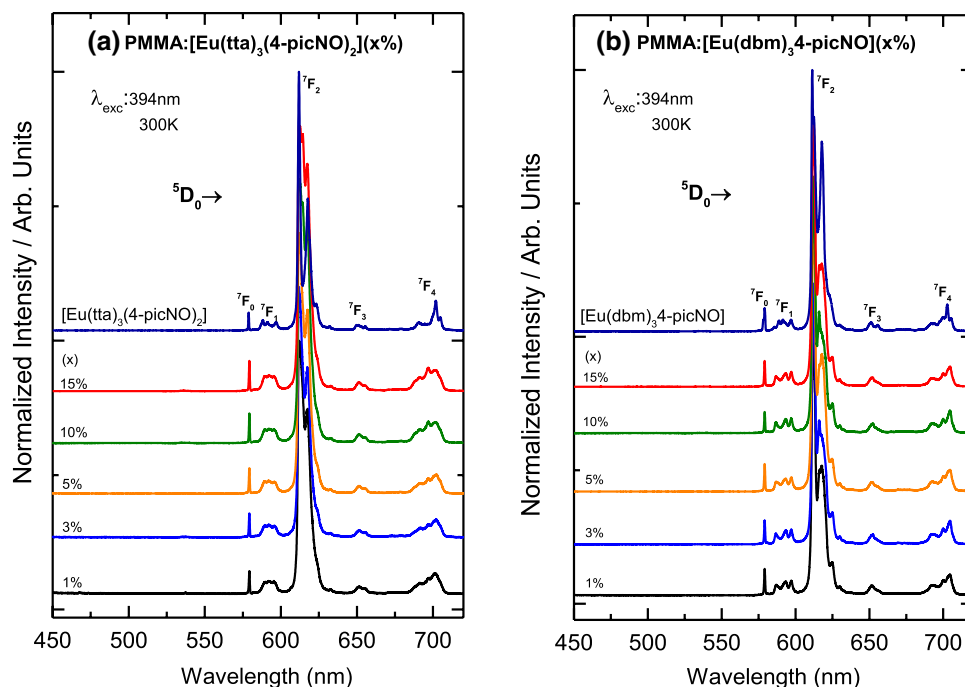 (a) PMMA:[Eu(tta)₃(4-picNO)₂](x%)
λexc:394nm
300K
⁵D₀→
⁷F₂
⁷F₀
⁷F₁
⁷F₃
⁷F₄
[Eu(tta)₃(4-picNO)₂]
(x)
15%
10%
5%
3%
1%
450 500 550 600 650 700
Wavelength (nm)
Normalized Intensity / Arb. Units
(b) PMMA:[Eu(dbm)₃4-picNO](x%)
λexc:394nm
300K
⁵D₀→
⁷F₂
⁷F₀
⁷F₁
⁷F₃
⁷F₄
[Eu(dbm)₃4-picNO]
(x)
15%
10%
5%
3%
1%
450 500 550 600 650 700
Wavelength (nm)
Normalized Intensity / Arb. Units